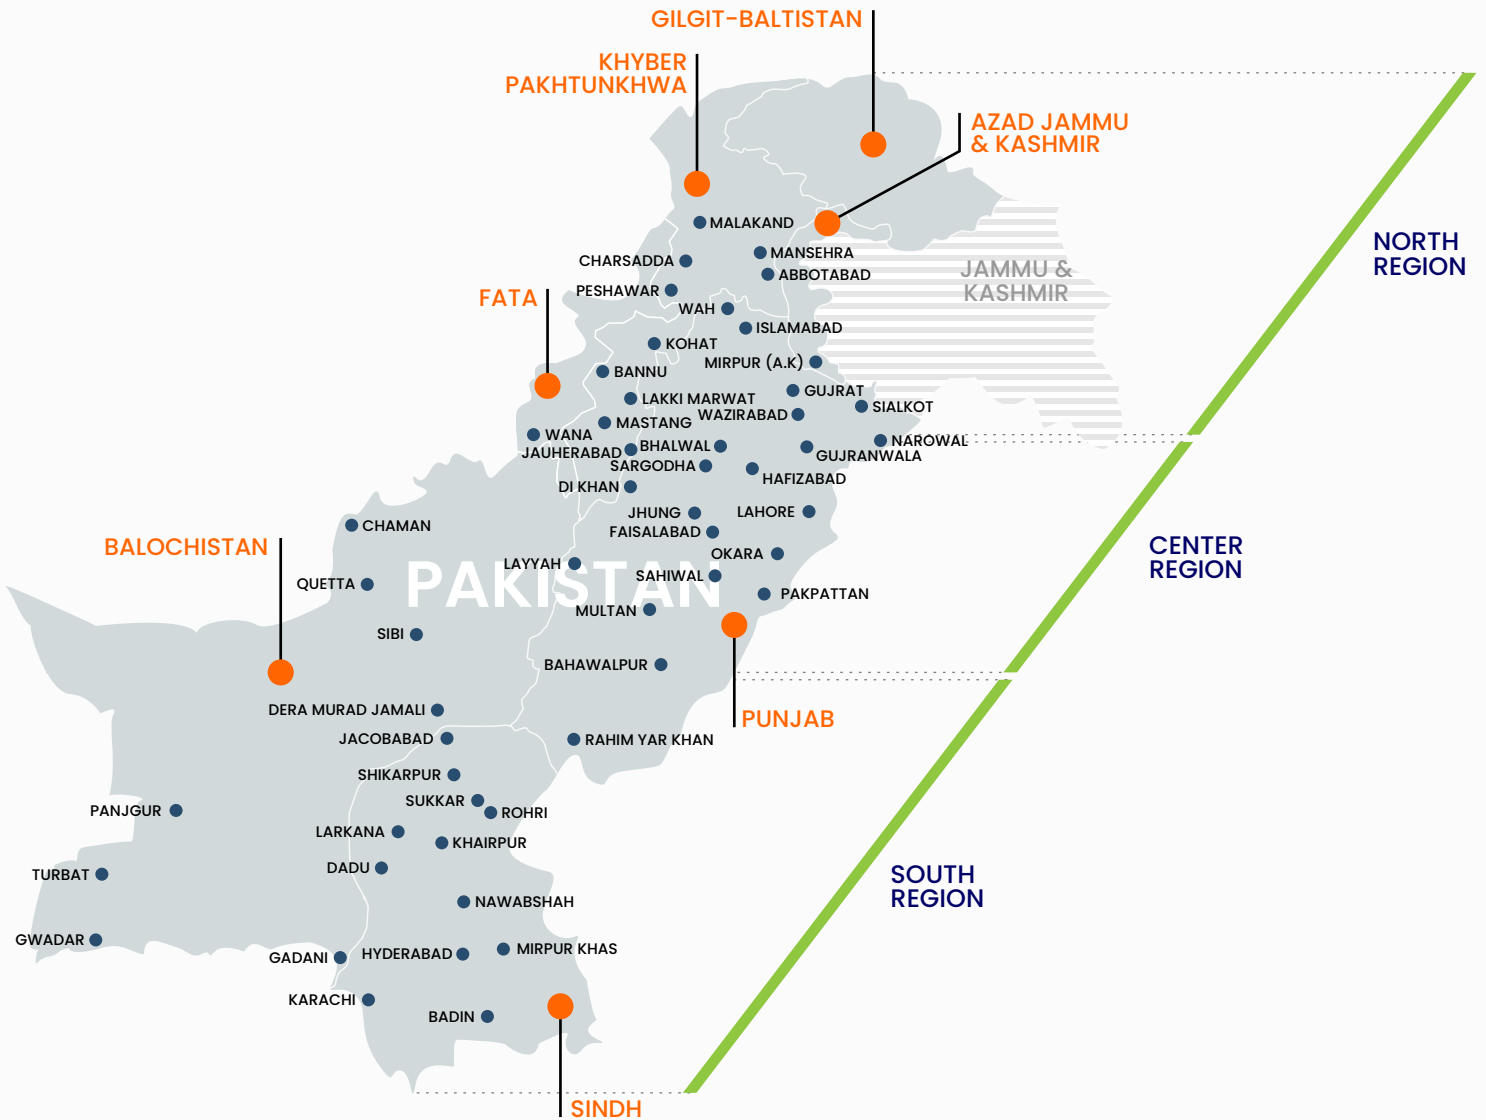 GILGIT-BALTISTAN
KHYBER
PAKHTUNKHWA
AZAD JAMMU
& KASHMIR
MALAKAND
NORTH
REGION
MANSEHRA
CHARSADDA
JAMMU &
KASHMIR
ABBOTABAD
PESHAWAR
FATA
WAH
ISLAMABAD
KOHAT
MIRPUR (A.K)
BANNU
GUJRAT
LAKKI MARWAT
SIALKOT
WAZIRABAD
MASTANG
WANA
NAROWAL
BHALWAL
JAUHERABAD
GUJRANWALA
SARGODHA
HAFIZABAD
DI KHAN
JHUNG
LAHORE
CHAMAN
FAISALABAD
BALOCHISTAN
CENTER
REGION
OKARA
LAYYAH
SAHIWAL
QUETTA
PAKISTAN
PAKPATTAN
MULTAN
SIBI
BAHAWALPUR
DERA MURAD JAMALI
PUNJAB
JACOBABAD
RAHIM YAR KHAN
SHIKARPUR
SUKKAR
PANJGUR
ROHRI
LARKANA
KHAIRPUR
DADU
TURBAT
SOUTH
REGION
NAWABSHAH
GWADAR
MIRPUR KHAS
HYDERABAD
GADANI
KARACHI
BADIN
SINDH